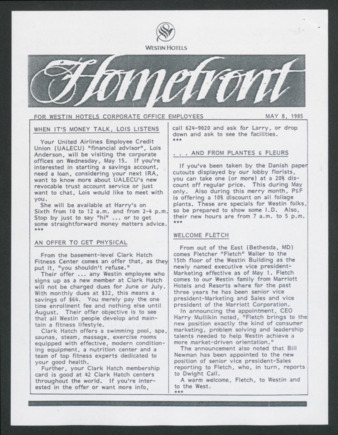 WESTIN HOTELS
Homefront
FOR WESTIN HOTELS CORPORATE OFFICE EMPLOYEES MAY 8, 1985
WHEN IT'S MONEY TALK, LOIS LISTENS
Your United Airlines Employee Credit
Union (UALECU) "financial advisor", Lois
Anderson, will be visiting the corporate
offices on Wednesday, May 15. If you're
interested in starting a savings account,
need a loan, considering your next IRA,
want to know more about UALECU's new
revocable trust account service or just
want to chat, Lois would like to meet with
you.
She will be available at Harry's on
Sixth from 10 to 12 a.m. and from 2-4 p.m.
Stop by just to say "hi" ... or to get
some straightforward money matters advice.
***
AN OFFER TO GET PHYSICAL
From the basement-level Clark Hatch
Fitness Center comes an offer that, as they
put it, "you shouldn't refuse."
Their offer ... any Westin employee who
signs up as a new member at Clark Hatch
will not be charged dues for June or July.
With monthly dues at $32, this means a
savings of $64. You merely pay the one
time enrollment fee and nothing else until
August. Their offer objective is to see
that all Westin people develop and main-
tain a fitness lifestyle.
Clark Hatch offers a swimming pool, spa,
saunas, steam, massage, exercise rooms
equipped with effective, modern condition-
ing equipment, a nutrition center and a
team of top fitness experts dedicated to
your good health.
Further, your Clark Hatch membership
card is good at 42 Clark Hatch centers
throughout the world. If you're inter-
ested in the offer or want more info,
call 624-9020 and ask for Larry, or drop
down and ask to see the facilities.
***
. . . AND FROM PLANTES & FLEURS
If you've been taken by the Danish paper
cutouts displayed by our lobby florists,
you can take one (or more) at a 20% dis-
count off regular price. This during May
only. Also during this merry month, PLF
is offering a 10% discount on all foliage
plants. These are specials for Westin folks,
so be prepared to show some I.D. Also,
their new hours are from 7 a.m. to 5 p.m.
***
WELCOME FLETCH
From out of the East (Bethesda, MD)
comes Fletcher "Fletch" Waller to the
15th floor of the Westin Building as the
newly named executive vice president-
Marketing effective as of May 1. Fletch
comes to our Westin family from Marriott
Hotels and Resorts where for the past
three years he has been senior vice
president-Marketing and Sales and vice
president of the Marriott Corporation.
In announcing the appointment, CEO
Harry Mullikin noted, "Fletch brings to the
new position exactly the kind of consumer
marketing, problem solving and leadership
talents needed to help Westin achieve a
more market-driven orientation."
The announcement also noted that Bill
Newman has been appointed to the new
position of senior vice president-Sales
reporting to Fletch, who, in turn, reports
to Dwight Call.
A warm welcome, Fletch, to Westin and
to the West.
***